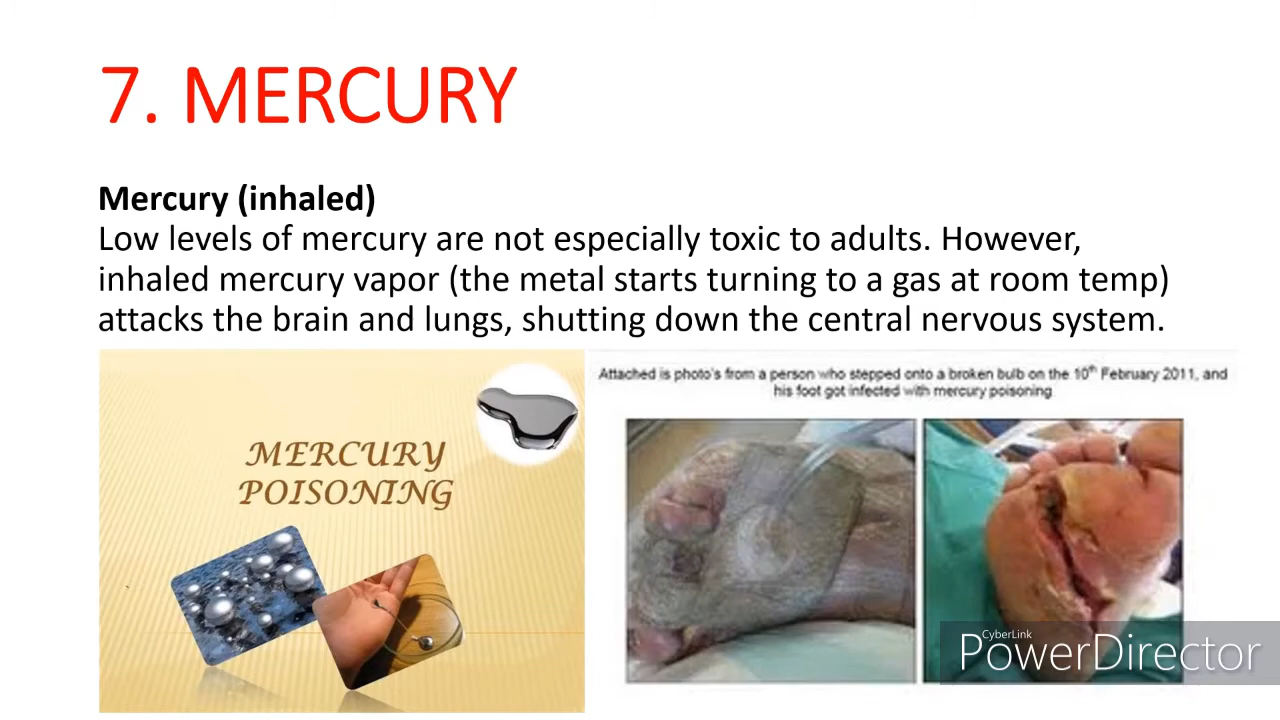 7. MERCURY
Mercury (inhaled)
Low levels of mercury are not especially toxic to adults. However,
inhaled mercury vapor (the metal starts turning to a gas at room temp)
attacks the brain and lungs, shutting down the central nervous system.
Attached is photo's from a person who stepped onto a broken bulb on the 10th February 2011, and
his foot got infected with mercury poisoning
MERCURY
POISONING
CyberLink
PowerDirector